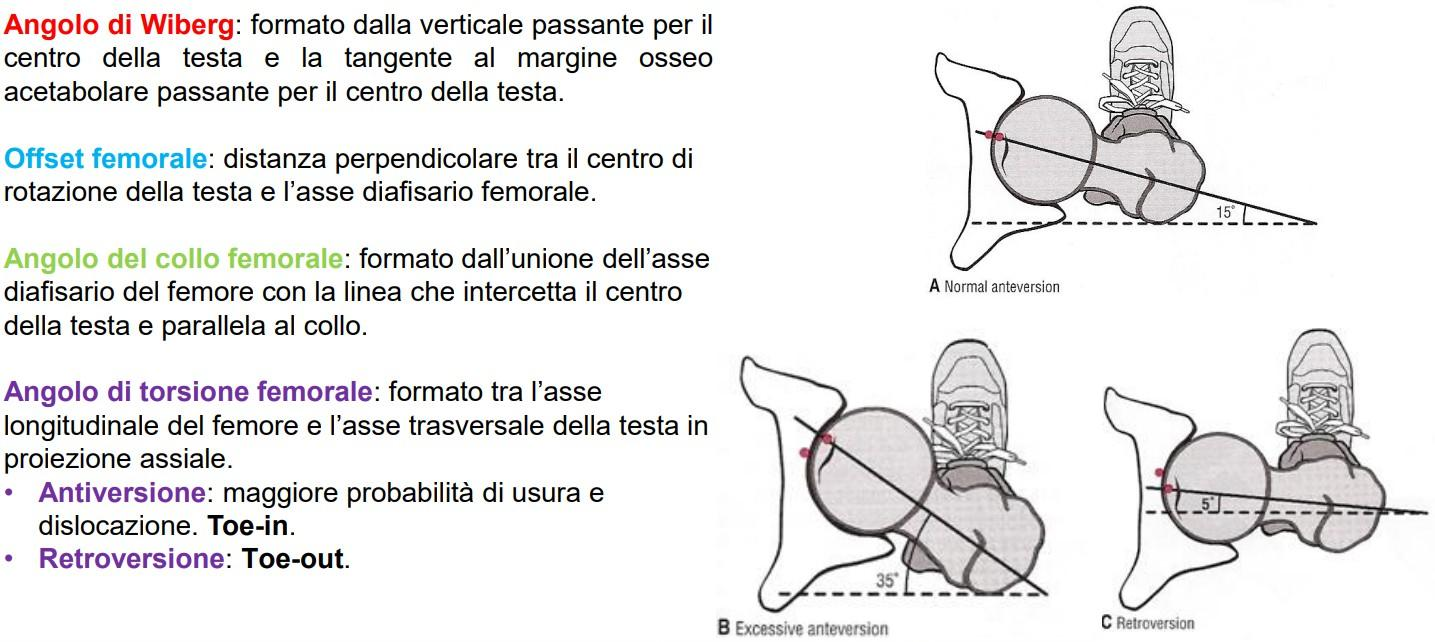 Angolo di Wiberg: formato dalla verticale passante per il
centro della testa e la tangente al margine osseo
acetabolare passante per il centro della testa.
Offset femorale: distanza perpendicolare tra il centro di
rotazione della testa e l’asse diafisario femorale.
Angolo del collo femorale: formato dall’unione dell’asse
diafisario del femore con la linea che intercetta il centro
della testa e parallela al collo.
Angolo di torsione femorale: formato tra l’asse
longitudinale del femore e l’asse trasversale della testa in
proiezione assiale.
• Antiversione: maggiore probabilità di usura e
dislocazione. Toe-in.
• Retroversione: Toe-out.
15°
A Normal anteversion
35°
B Excessive anteversion
5°
C Retroversion